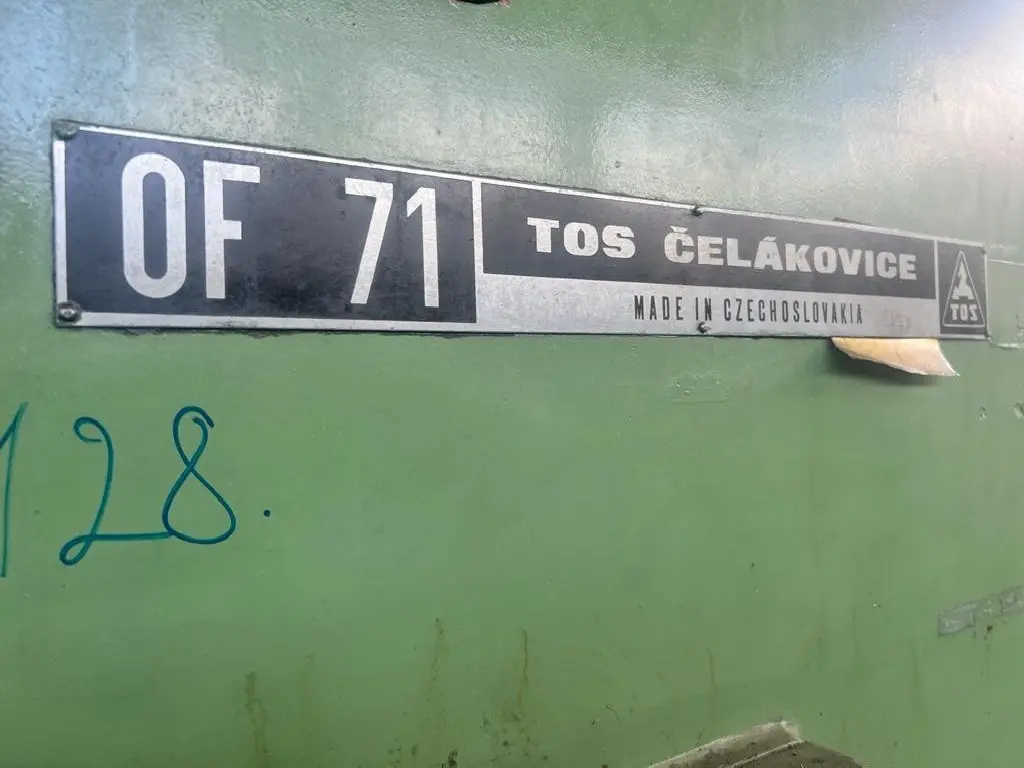 OF 71
TOS ČELÁKOVICE
MADE IN CZECHOSLOVAKIA
TOS
128.